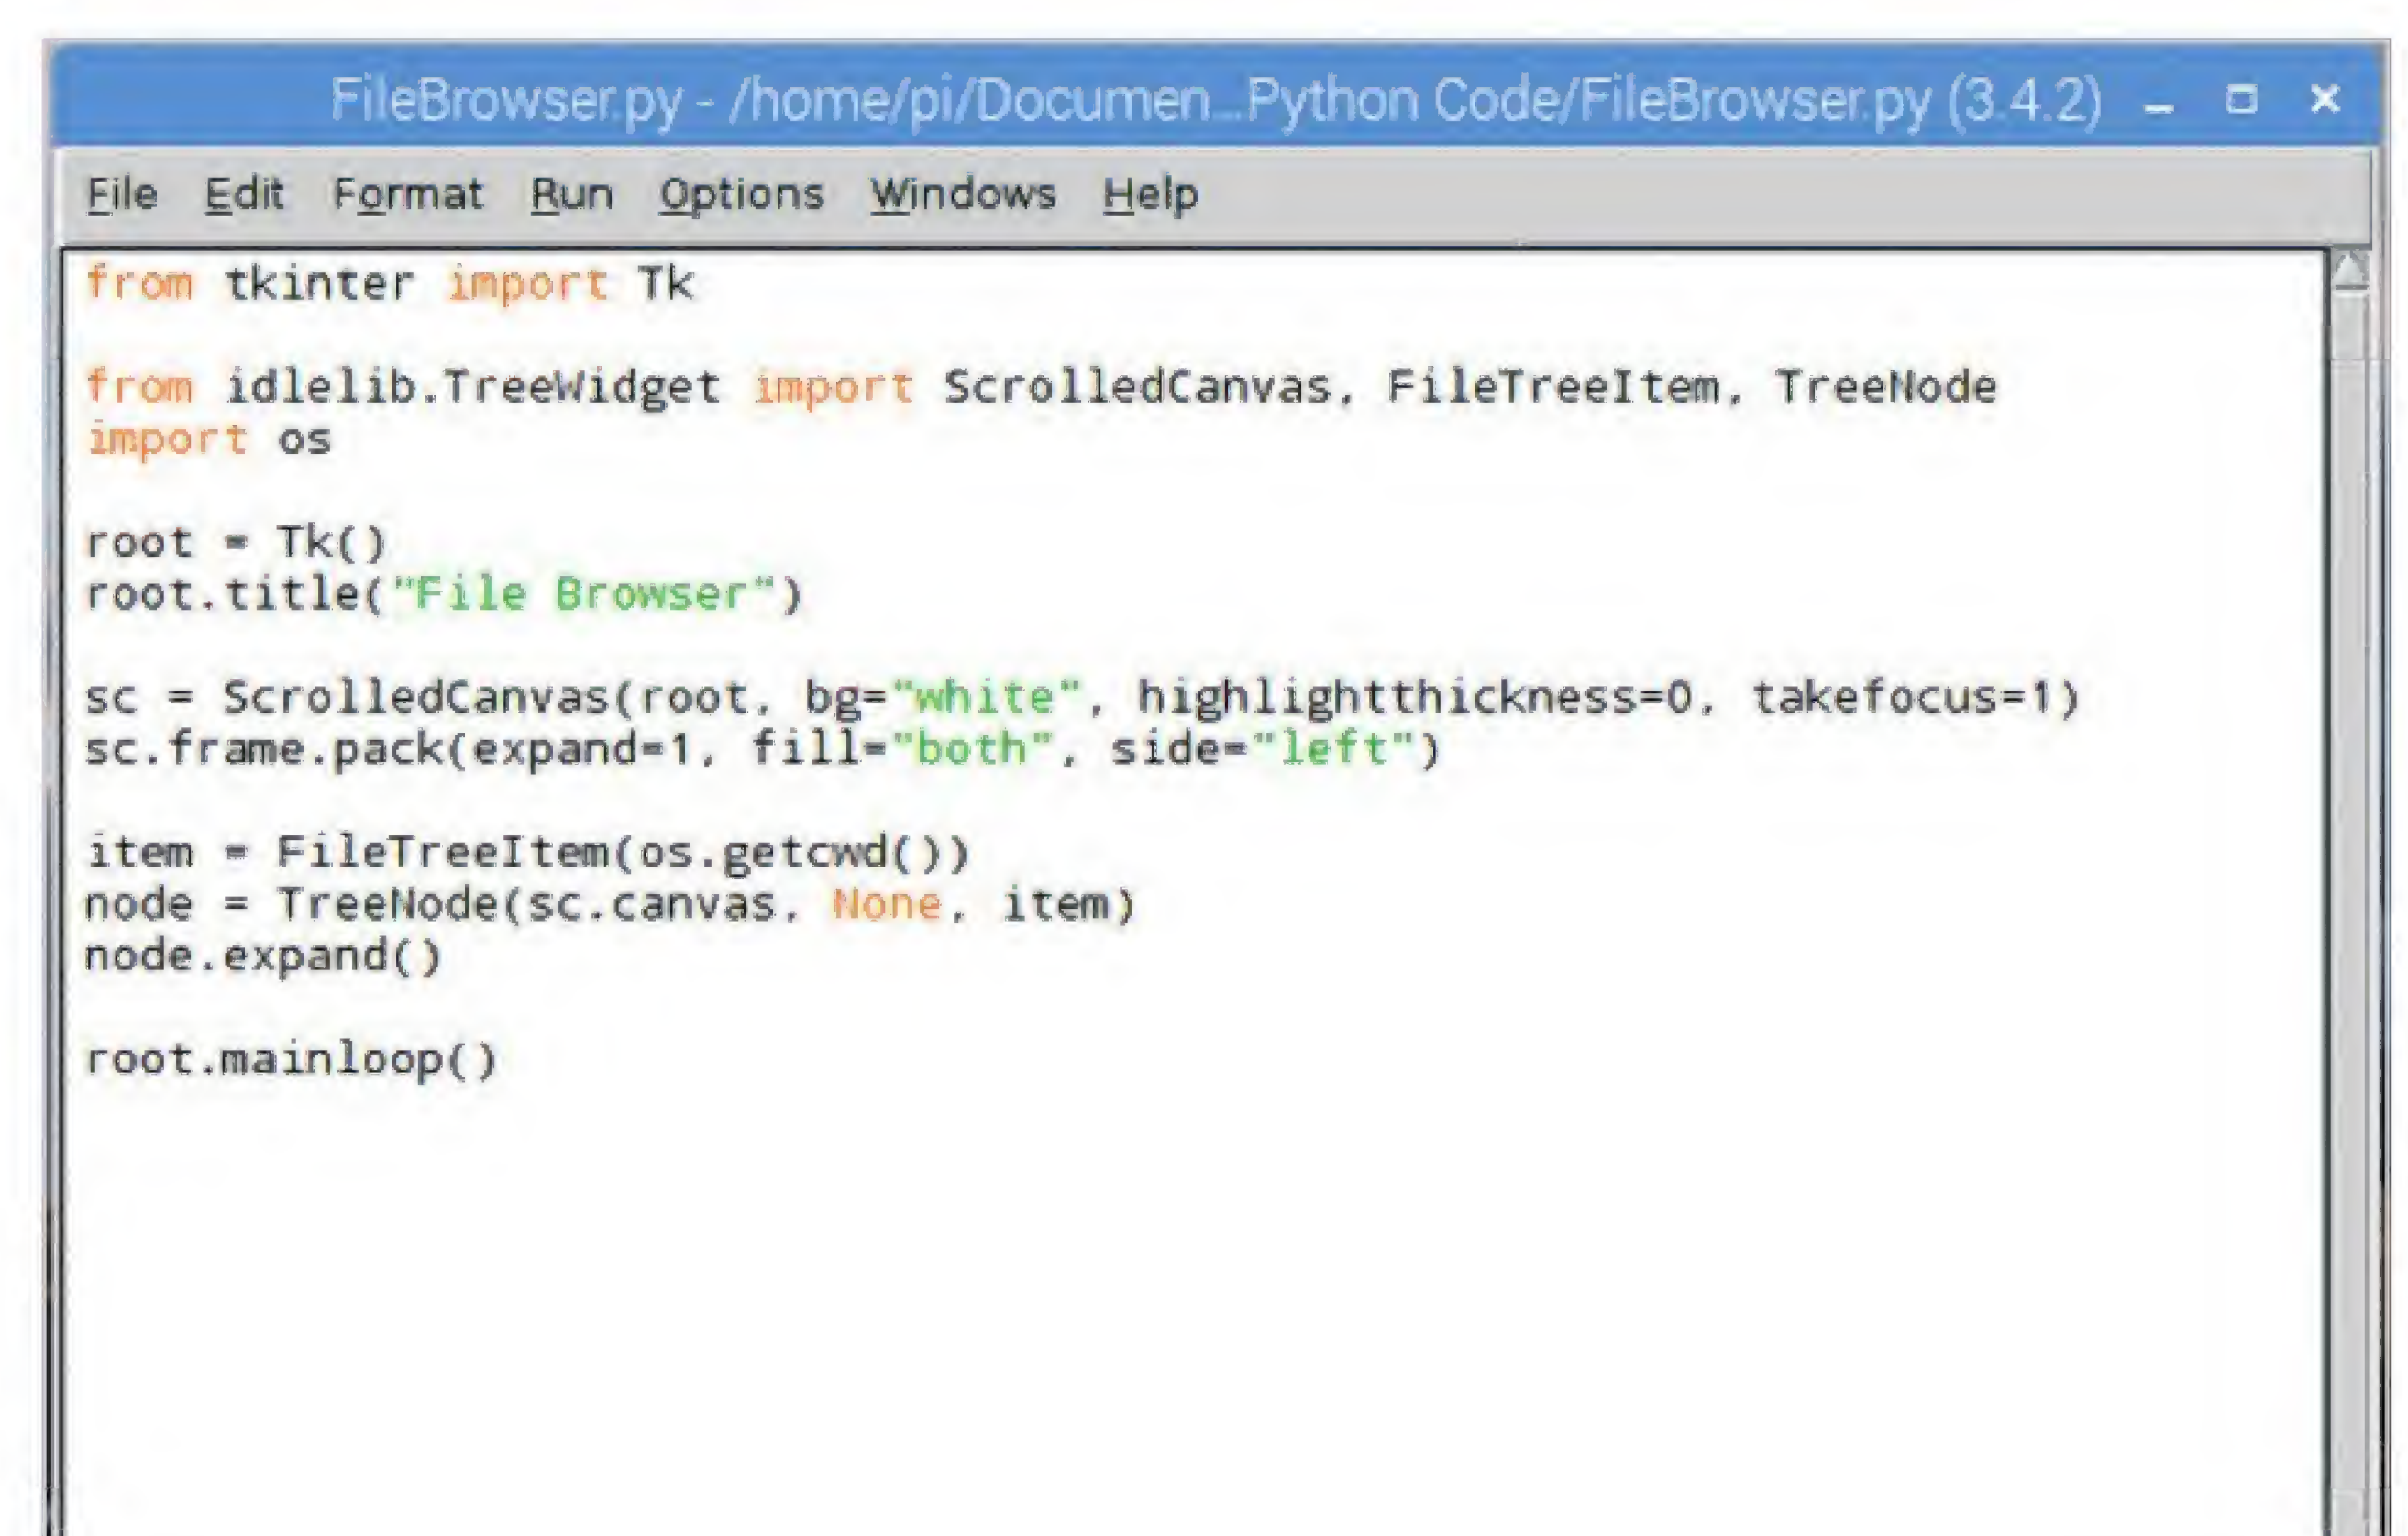 FileBrowser.py - /home/pi/Documen...Python Code/FileBrowser.py (3.4.2)
File Edit Format Run Options Windows Help
from tkinter import Tk
from idlelib.TreeWidget import ScrolledCanvas, FileTreeItem, TreeNode
import os
root = Tk()
root.title("File Browser")
sc = ScrolledCanvas(root, bg="white", highlightthickness=0, takefocus=1)
sc.frame.pack(expand=1, fill="both", side="left")
item = FileTreeItem(os.getcwd())
node = TreeNode(sc.canvas, None, item)
node.expand()
root.mainloop()